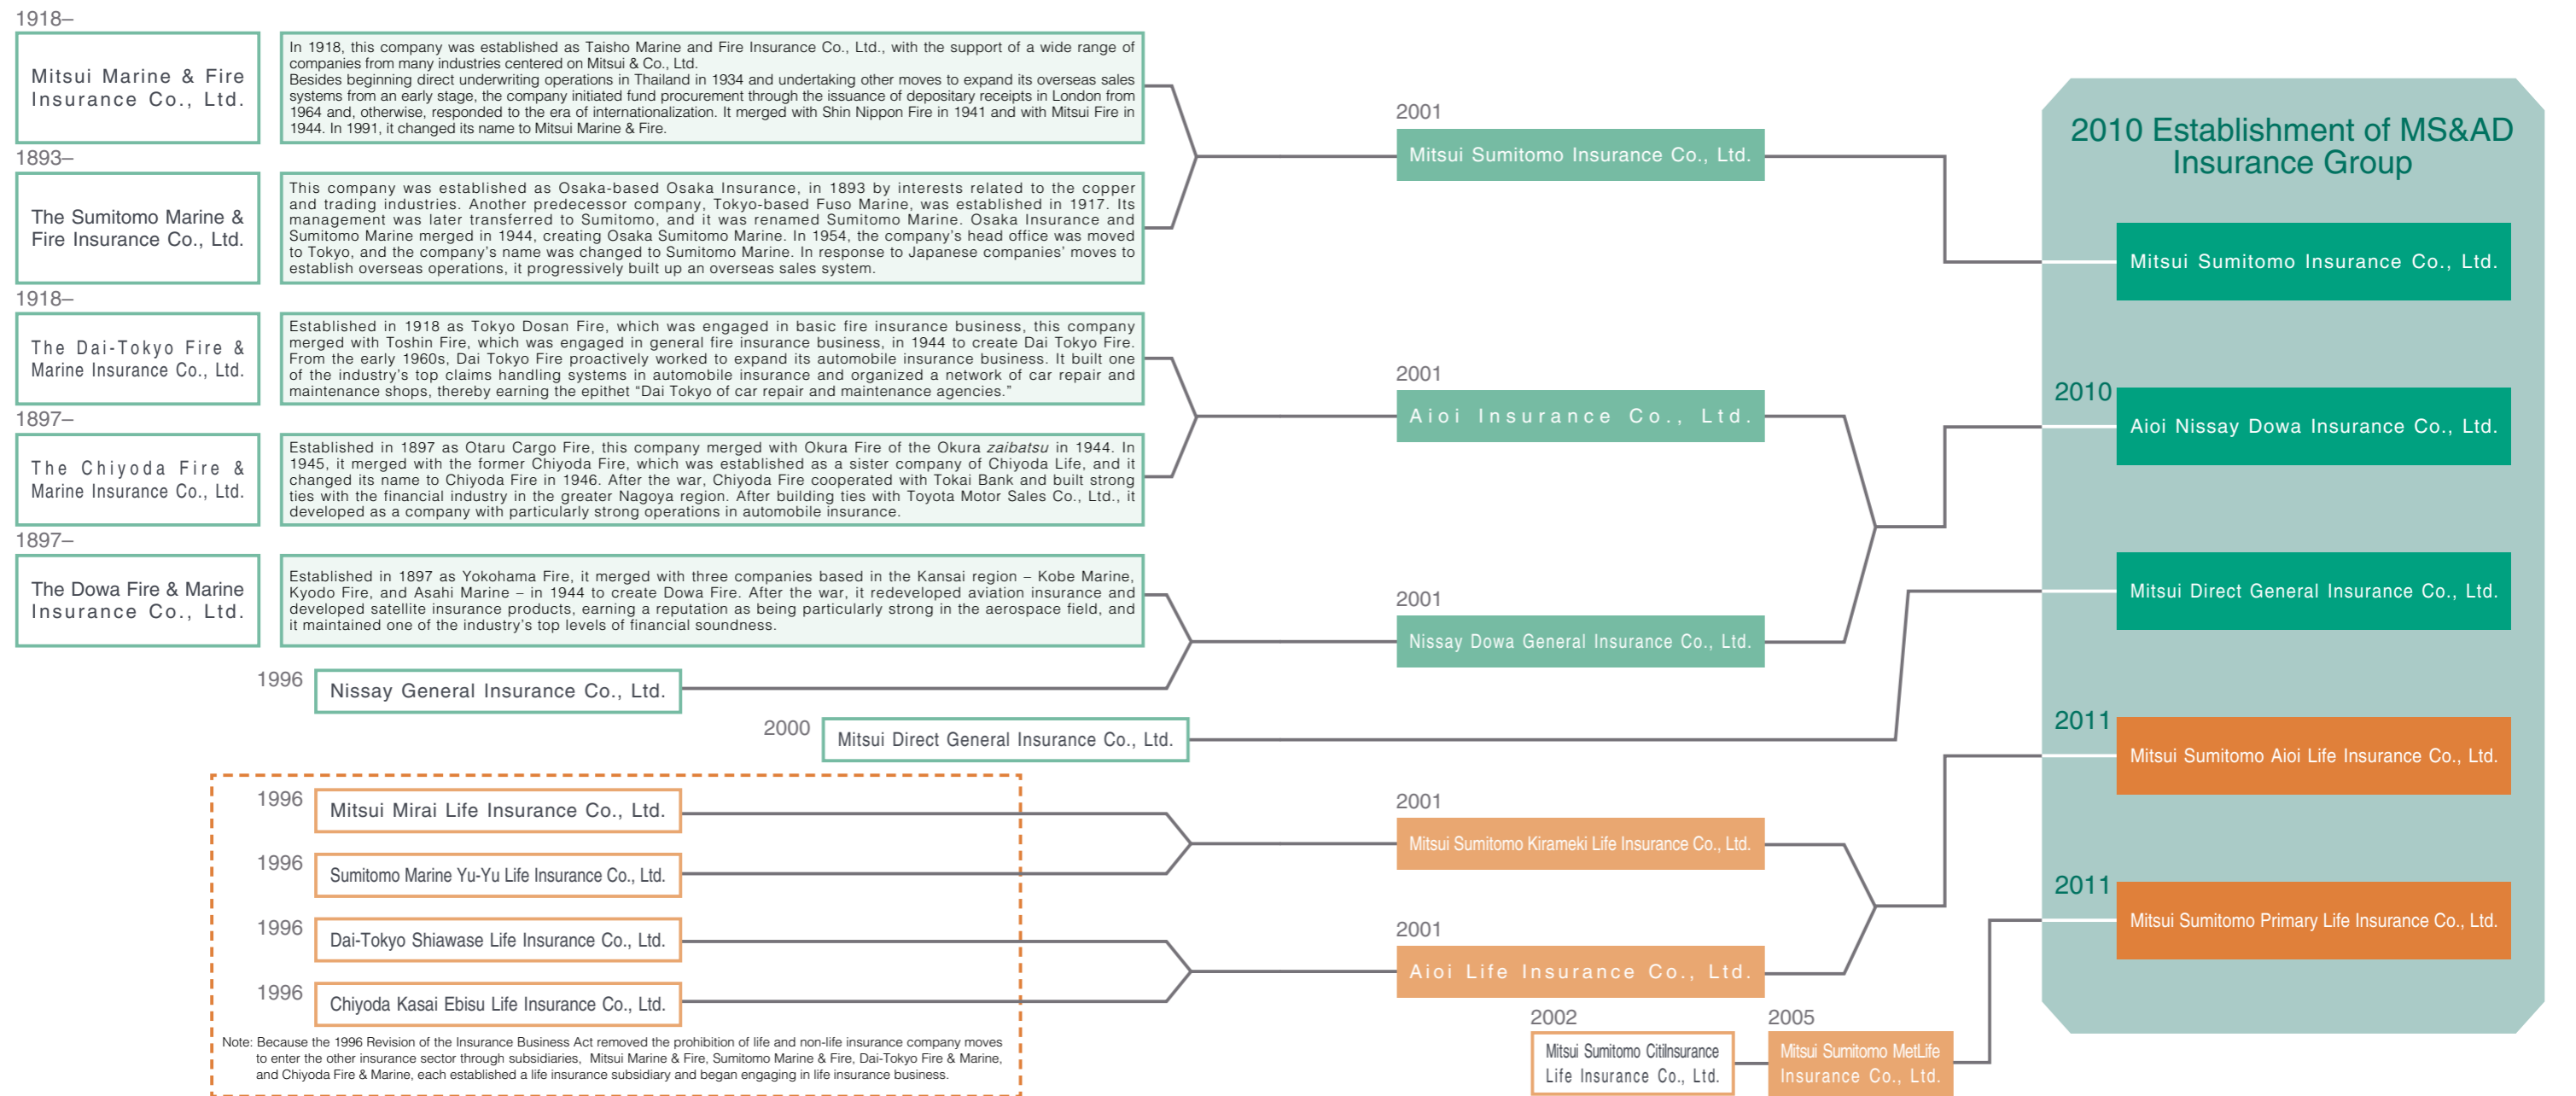 1918–
Mitsui Marine & Fire
Insurance Co., Ltd.
In 1918, this company was established as Taisho Marine and Fire Insurance Co., Ltd., with the support of a wide range of
companies from many industries centered on Mitsui & Co., Ltd.
Besides beginning direct underwriting operations in Thailand in 1934 and undertaking other moves to expand its overseas sales
systems from an early stage, the company initiated fund procurement through the issuance of depositary receipts in London from
1964 and, otherwise, responded to the era of internationalization. It merged with Shin Nippon Fire in 1941 and with Mitsui Fire in
1944. In 1991, it changed its name to Mitsui Marine & Fire.
1893–
The Sumitomo Marine &
Fire Insurance Co., Ltd.
This company was established as Osaka-based Osaka Insurance, in 1893 by interests related to the copper
and trading industries. Another predecessor company, Tokyo-based Fuso Marine, was established in 1917. Its
management was later transferred to Sumitomo, and it was renamed Sumitomo Marine. Osaka Insurance and
Sumitomo Marine merged in 1944, creating Osaka Sumitomo Marine. In 1954, the company's head office was moved
to Tokyo, and the company's name was changed to Sumitomo Marine. In response to Japanese companies' moves to
establish overseas operations, it progressively built up an overseas sales system.
1918–
The Dai-Tokyo Fire &
Marine Insurance Co., Ltd.
Established in 1918 as Tokyo Dosan Fire, which was engaged in basic fire insurance business, this company
merged with Toshin Fire, which was engaged in general fire insurance business, in 1944 to create Dai Tokyo Fire.
From the early 1960s, Dai Tokyo Fire proactively worked to expand its automobile insurance business. It built one
of the industry's top claims handling systems in automobile insurance and organized a network of car repair and
maintenance shops, thereby earning the epithet “Dai Tokyo of car repair and maintenance agencies.”
1897–
The Chiyoda Fire &
Marine Insurance Co., Ltd.
Established in 1897 as Otaru Cargo Fire, this company merged with Okura Fire of the Okura zaibatsu in 1944. In
1945, it merged with the former Chiyoda Fire, which was established as a sister company of Chiyoda Life, and it
changed its name to Chiyoda Fire in 1946. After the war, Chiyoda Fire cooperated with Tokai Bank and built strong
ties with the financial industry in the greater Nagoya region. After building ties with Toyota Motor Sales Co., Ltd., it
developed as a company with particularly strong operations in automobile insurance.
1897–
The Dowa Fire & Marine
Insurance Co., Ltd.
Established in 1897 as Yokohama Fire, it merged with three companies based in the Kansai region – Kobe Marine,
Kyodo Fire, and Asahi Marine – in 1944 to create Dowa Fire. After the war, it redeveloped aviation insurance and
developed satellite insurance products, earning a reputation as being particularly strong in the aerospace field, and
it maintained one of the industry's top levels of financial soundness.
1996
Nissay General Insurance Co., Ltd.
2000
Mitsui Direct General Insurance Co., Ltd.
1996
Mitsui Mirai Life Insurance Co., Ltd.
1996
Sumitomo Marine Yu-Yu Life Insurance Co., Ltd.
1996
Dai-Tokyo Shiawase Life Insurance Co., Ltd.
1996
Chiyoda Kasai Ebisu Life Insurance Co., Ltd.
Note: Because the 1996 Revision of the Insurance Business Act removed the prohibition of life and non-life insurance company moves
to enter the other insurance sector through subsidiaries, Mitsui Marine & Fire, Sumitomo Marine & Fire, Dai-Tokyo Fire & Marine,
and Chiyoda Fire & Marine, each established a life insurance subsidiary and began engaging in life insurance business.
2001
Mitsui Sumitomo Insurance Co., Ltd.
2001
Aioi Insurance Co., Ltd.
2001
Nissay Dowa General Insurance Co., Ltd.
2001
Mitsui Sumitomo Kirameki Life Insurance Co., Ltd.
2001
Aioi Life Insurance Co., Ltd.
2002
Mitsui Sumitomo CitiInsurance
Life Insurance Co., Ltd.
2005
Mitsui Sumitomo MetLife
Insurance Co., Ltd.
2010 Establishment of MS&AD
Insurance Group
Mitsui Sumitomo Insurance Co., Ltd.
2010
Aioi Nissay Dowa Insurance Co., Ltd.
Mitsui Direct General Insurance Co., Ltd.
2011
Mitsui Sumitomo Aioi Life Insurance Co., Ltd.
2011
Mitsui Sumitomo Primary Life Insurance Co., Ltd.